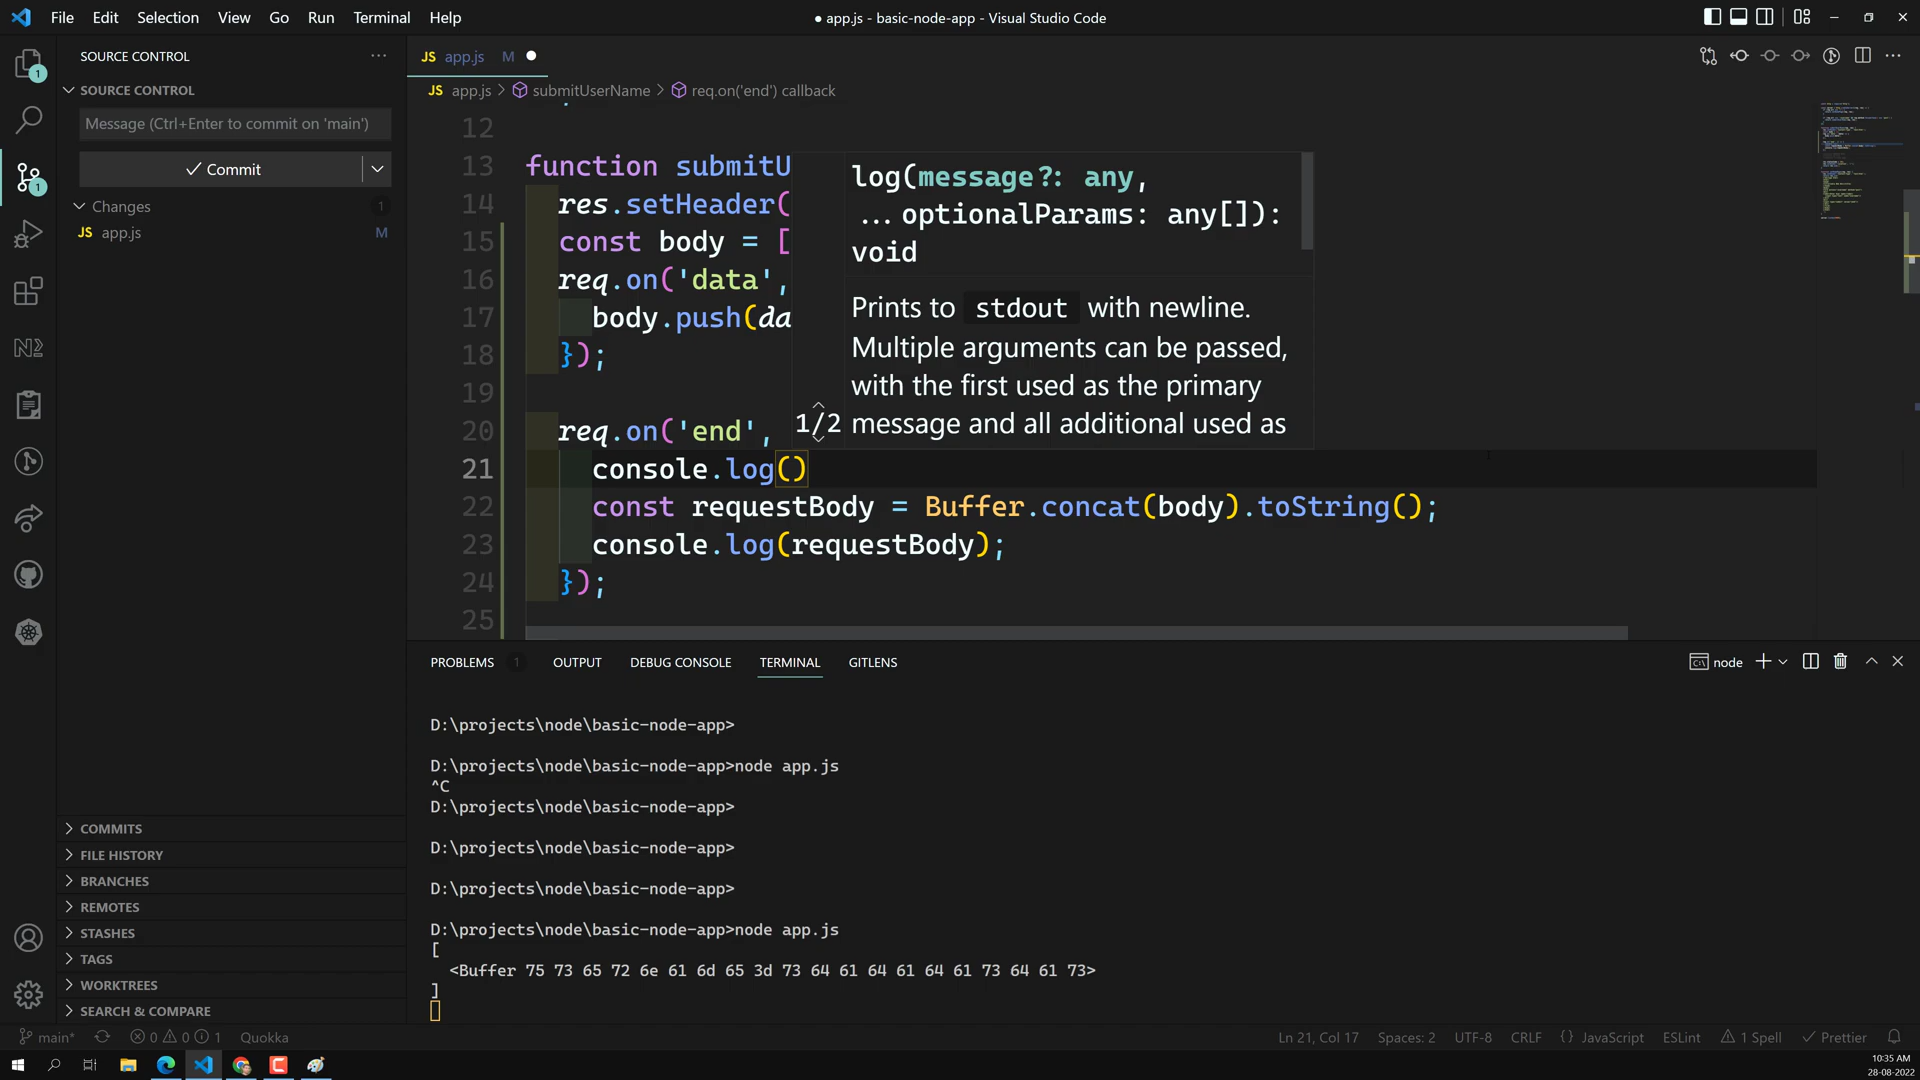 File Edit Selection View Go Run Terminal Help
● app.js - basic-node-app - Visual Studio Code
SOURCE CONTROL
SOURCE CONTROL
Message (Ctrl+Enter to commit on 'main')
Commit
Changes 1
JS app.js M
COMMITS
FILE HISTORY
BRANCHES
REMOTES
STASHES
TAGS
WORKTREES
SEARCH & COMPARE
1
1
JS app.js M
JS app.js > submitUserName > req.on('end') callback
12
13 function submitU
14 res.setHeader(
15 const body = [
16 req.on('data',
17 body.push(da
18 });
19
20 req.on('end',
21 console.log()
22 const requestBody = Buffer.concat(body).toString();
23 console.log(requestBody);
24 });
25
log(message?: any,
...optionalParams: any[]):
void
Prints to stdout with newline.
Multiple arguments can be passed,
with the first used as the primary
1/2 message and all additional used as
PROBLEMS 1 OUTPUT DEBUG CONSOLE TERMINAL GITLENS
node
D:\projects\node\basic-node-app>
D:\projects\node\basic-node-app>node app.js
^C
D:\projects\node\basic-node-app>
D:\projects\node\basic-node-app>
D:\projects\node\basic-node-app>
D:\projects\node\basic-node-app>node app.js
[
<Buffer 75 73 65 72 6e 61 6d 65 3d 73 64 61 64 61 64 61 73 64 61 73>
]
main* 0 0 1 Quokka
Ln 21, Col 17 Spaces: 2 UTF-8 CRLF {} JavaScript ESLint 1 Spell Prettier
10:35 AM
28-08-2022